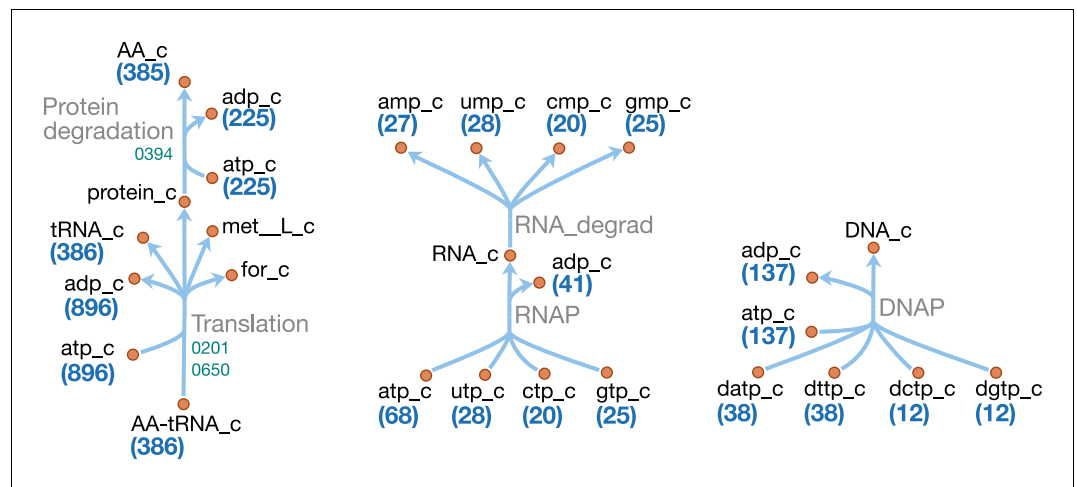 AA_c
(385)
Protein
degradation
0394
adp_c
(225)
atp_c
(225)
protein_c
tRNA_c
(386)
met__L_c
adp_c
(896)
for_c
Translation
0201
0650
atp_c
(896)
AA-tRNA_c
(386)
amp_c ump_c cmp_c gmp_c
(27) (28) (20) (25)
RNA_degrad
RNA_c
adp_c
(41)
RNAP
atp_c utp_c ctp_c gtp_c
(68) (28) (20) (25)
DNA_c
adp_c
(137)
atp_c
(137)
DNAP
datp_c dttp_c dctp_c dgtp_c
(38) (38) (12) (12)